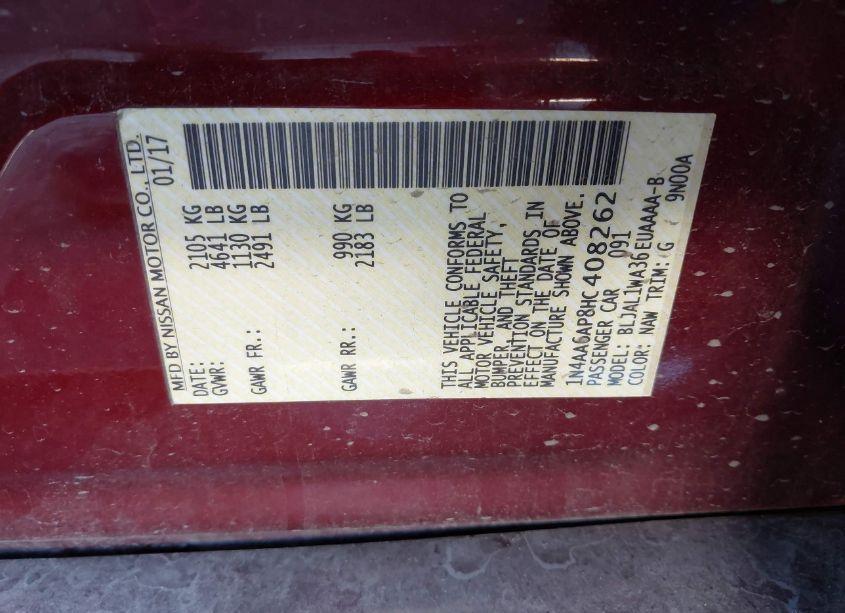 MFD BY NISSAN MOTOR CO., LTD.
DATE: 01/17
GVWR: 2105 KG
4641 LB
GAWR FR.: 1130 KG
2491 LB
GAWR RR.: 990 KG
2183 LB
THIS VEHICLE CONFORMS TO
ALL APPLICABLE FEDERAL
MOTOR VEHICLE SAFETY,
BUMPER, AND THEFT
PREVENTION STANDARDS IN
EFFECT ON THE DATE OF
MANUFACTURE SHOWN ABOVE.
1N4AA6AP8HC408262
PASSENGER CAR 091
MODEL: BLJAL1WA36EUAAAA-B
COLOR: NAW TRIM: G 9N00A